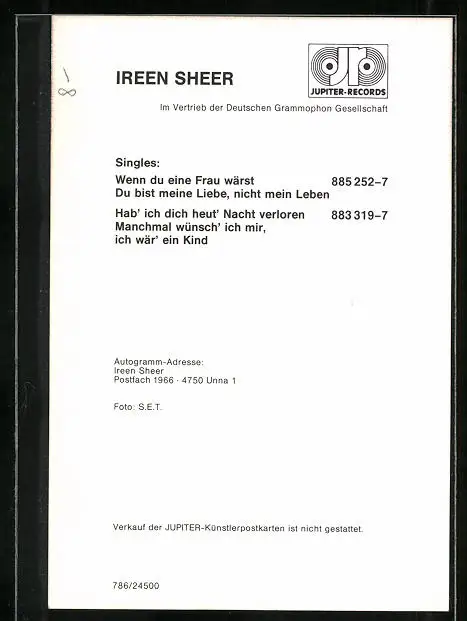 IREEN SHEER
JUPITER-RECORDS
Im Vertrieb der Deutschen Grammophon Gesellschaft
Singles:
Wenn du eine Frau wärst 885 252–7
Du bist meine Liebe, nicht mein Leben
Hab' ich dich heut' Nacht verloren 883 319–7
Manchmal wünsch' ich mir,
ich wär' ein Kind
Autogramm-Adresse:
Ireen Sheer
Postfach 1966 · 4750 Unna 1
Foto: S.E.T.
Verkauf der JUPITER-Künstlerpostkarten ist nicht gestattet.
786/24500